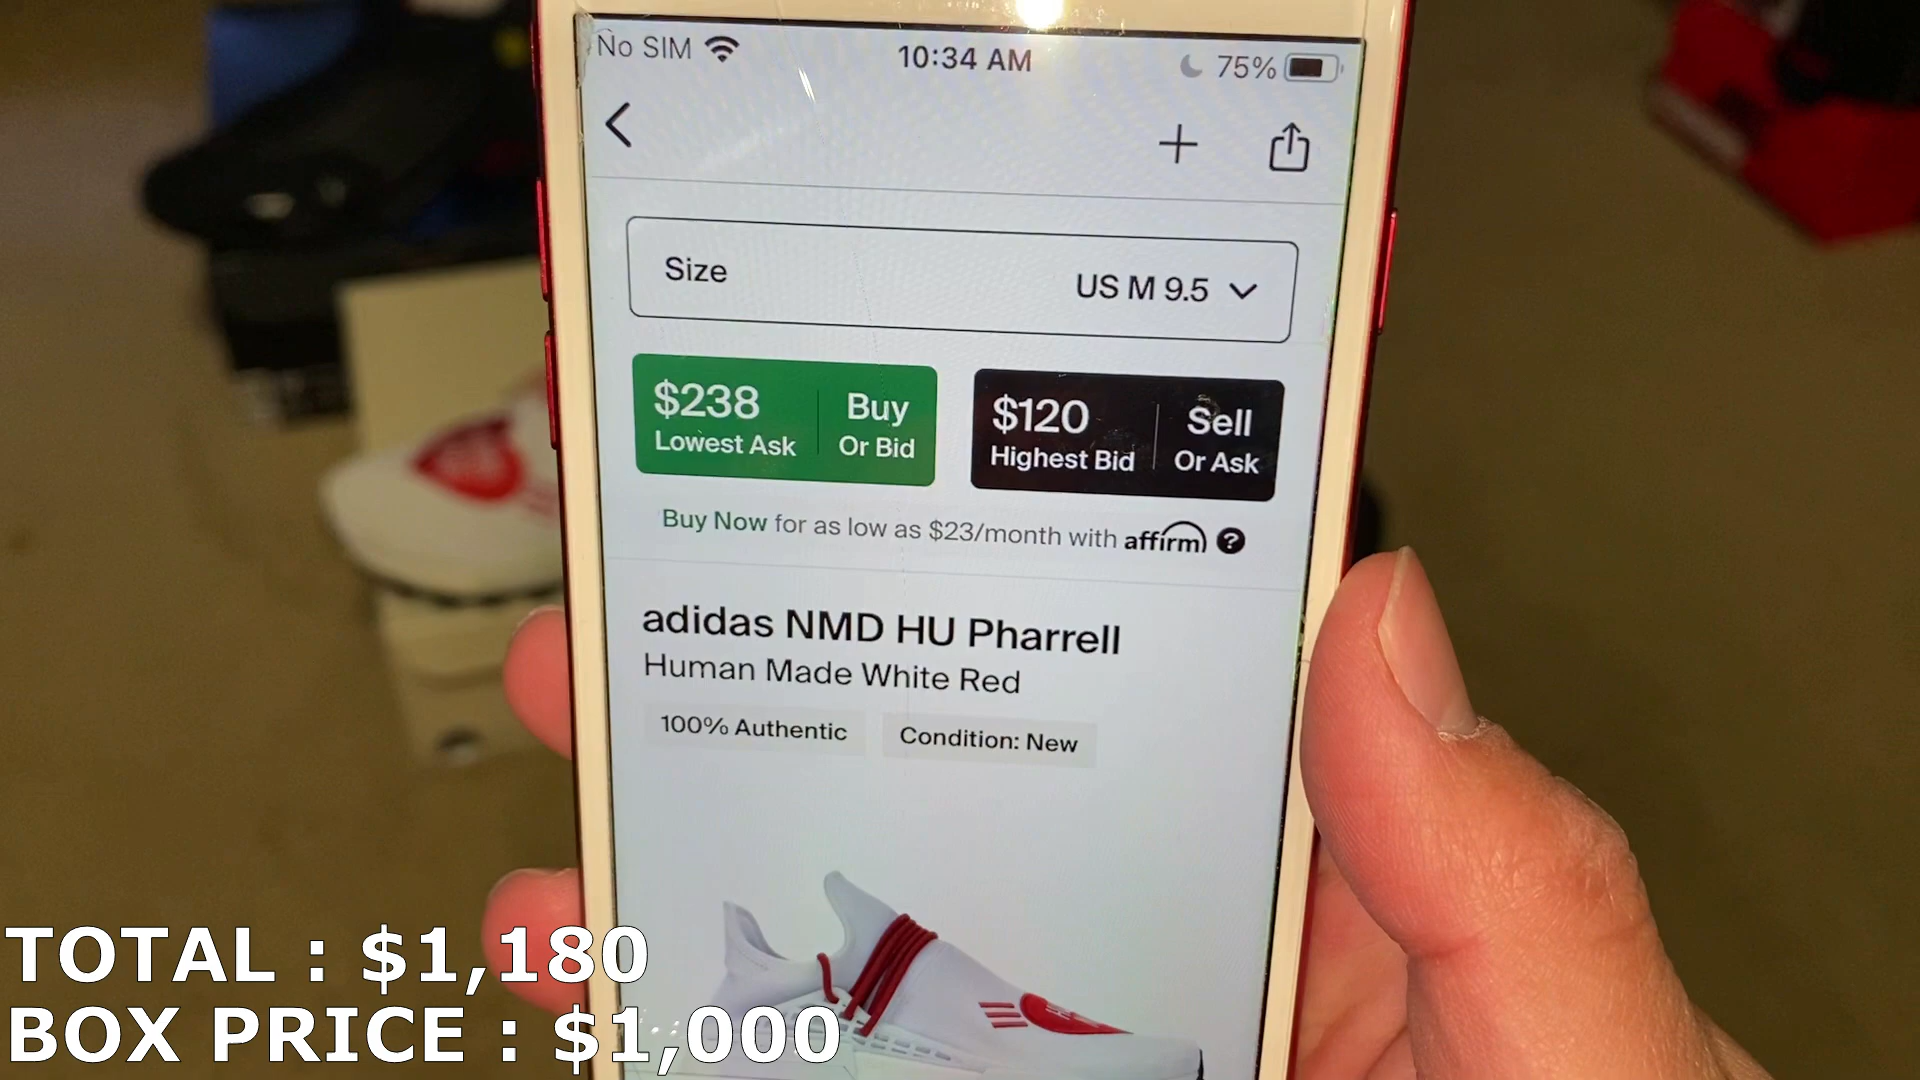 No SIM 10:34 AM 75%
Size US M 9.5
$238 Buy $120 Sell
Lowest Ask Or Bid Highest Bid Or Ask
Buy Now for as low as $23/month with affirm ?
adidas NMD HU Pharrell
Human Made White Red
100% Authentic Condition: New
TOTAL : $1,180
BOX PRICE : $1,000